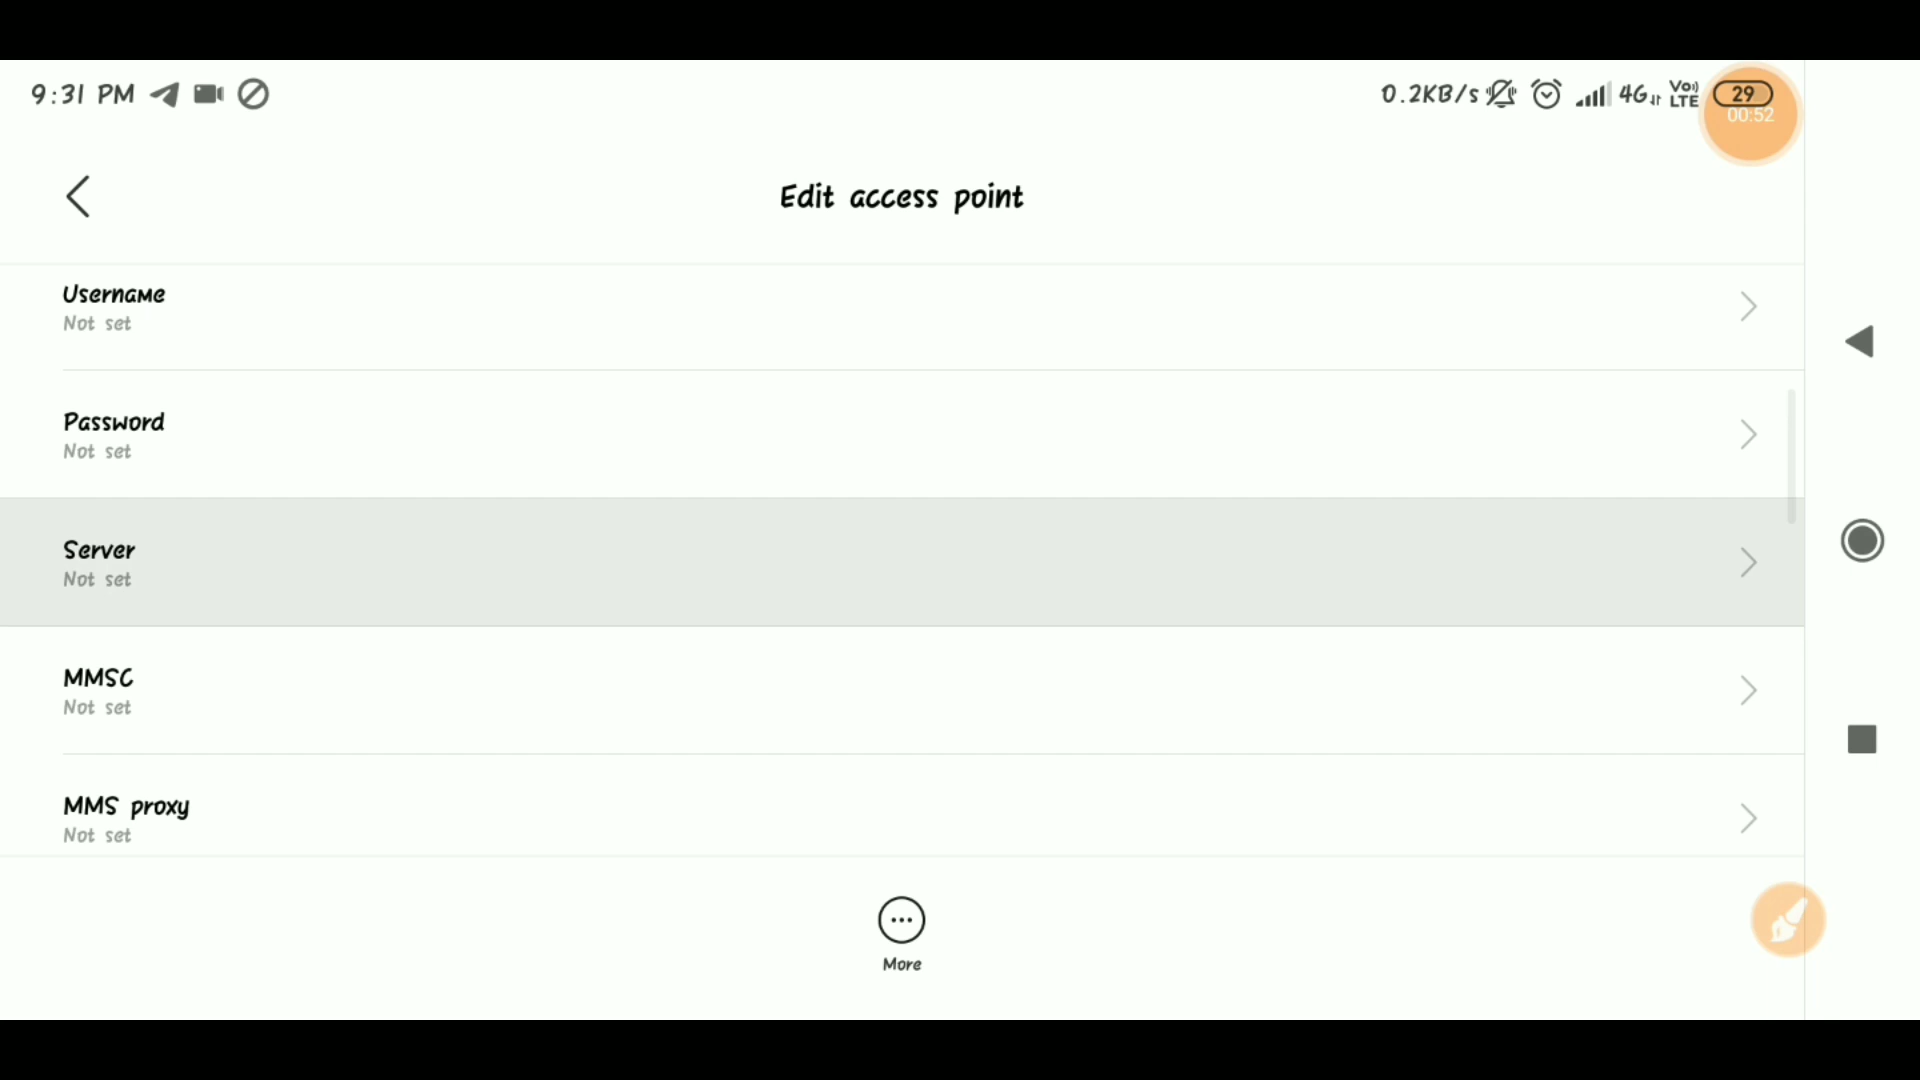 9:31 PM
0.2KB/s 4G Vo LTE 29
00:52
Edit access point
Username
Not set
Password
Not set
Server
Not set
MMSC
Not set
MMS proxy
Not set
More